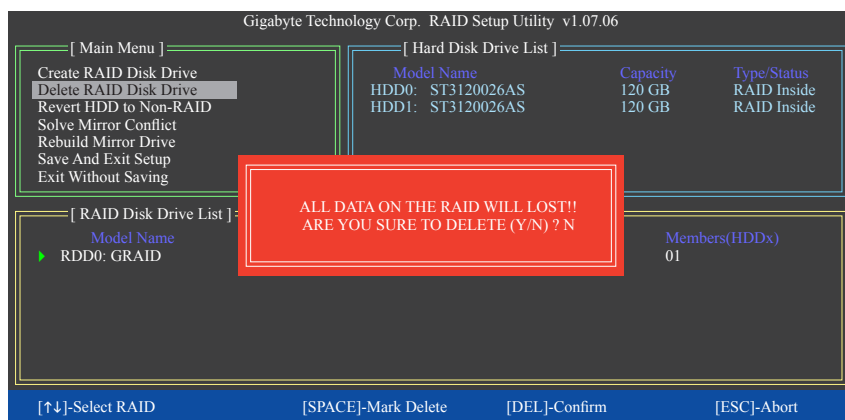 Gigabyte Technology Corp. RAID Setup Utility v1.07.06
[ Main Menu ]
Create RAID Disk Drive
Delete RAID Disk Drive
Revert HDD to Non-RAID
Solve Mirror Conflict
Rebuild Mirror Drive
Save And Exit Setup
Exit Without Saving
[ Hard Disk Drive List ]
Model Name Capacity Type/Status
HDD0: ST3120026AS 120 GB RAID Inside
HDD1: ST3120026AS 120 GB RAID Inside
ALL DATA ON THE RAID WILL LOST!!
ARE YOU SURE TO DELETE (Y/N) ? N
[ RAID Disk Drive List ]
Model Name Members(HDDx)
RDD0: GRAID 01
[↑↓]-Select RAID [SPACE]-Mark Delete [DEL]-Confirm [ESC]-Abort